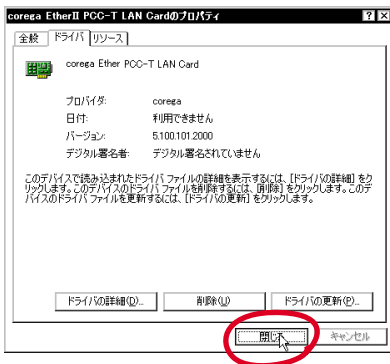 corega EtherII PCC-T LAN Cardのプロパティ
全般 ドライバ リソース
corega Ether PCC-T LAN Card
プロバイダ: corega
日付: 利用できません
バージョン: 5.100.101.2000
デジタル署名者: デジタル署名されていません
このデバイスで読み込まれたドライバ ファイルの詳細を表示するには、[ドライバの詳細] をク
リックします。このデバイスのドライバ ファイルを削除するには、[削除] をクリックします。このデ
バイスのドライバ ファイルを更新するには、[ドライバの更新] をクリックします。
ドライバの詳細(D)... 削除(U) ドライバの更新(P)...
閉じる キャンセル